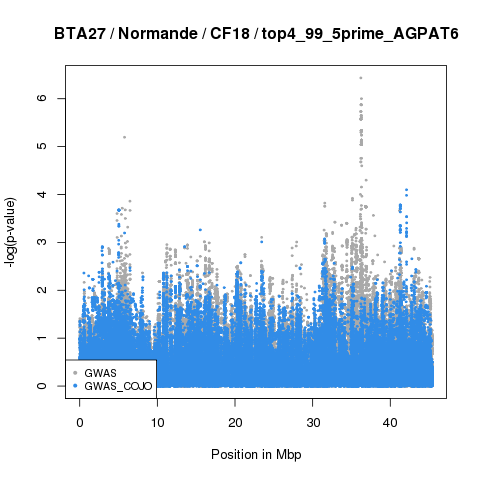 BTA27 / Normande / CF18 / top4_99_5prime_AGPAT6
-log(p-value)
6
5
4
3
2
1
0
GWAS
GWAS_COJO
0 10 20 30 40
Position in Mbp